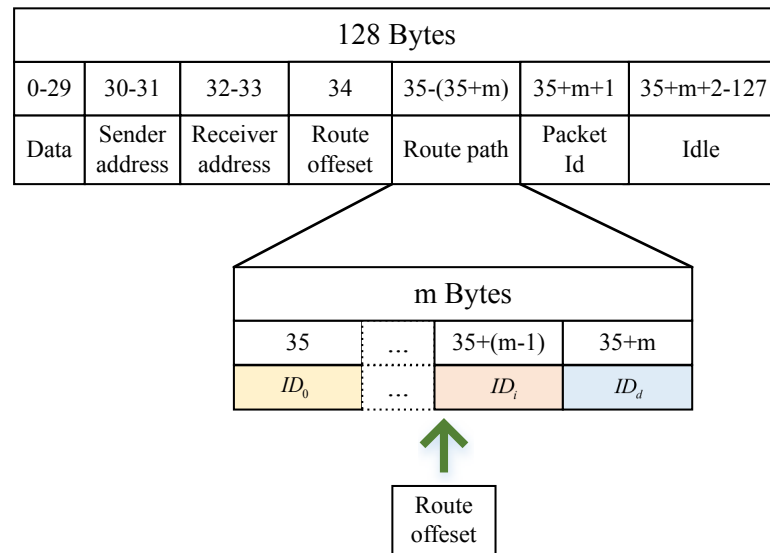 128 Bytes
0-29 30-31 32-33 34 35-(35+m) 35+m+1 35+m+2-127
Data Sender address Receiver address Route offeset Route path Packet Id Idle
m Bytes
35 ... 35+(m-1) 35+m
ID0 ... IDi IDd
Route
offeset